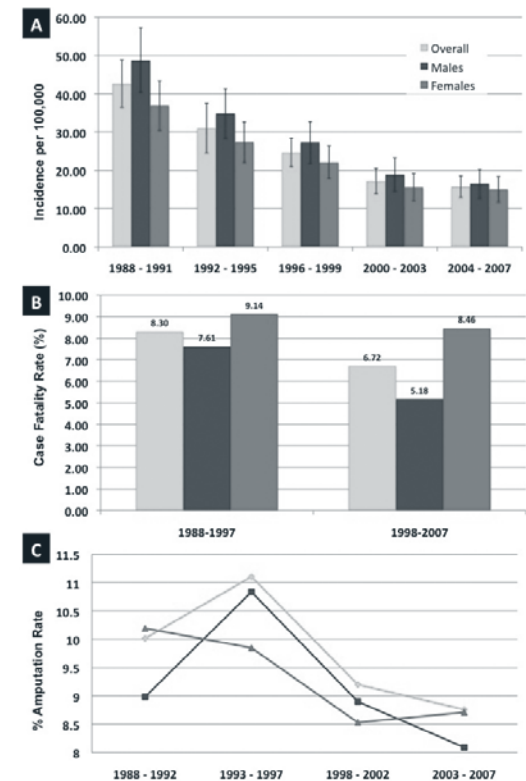 A
Incidence per 100,000
60.00
50.00
40.00
30.00
20.00
10.00
0.00
Overall
Males
Females
1988 - 1991 1992 - 1995 1996 - 1999 2000 - 2003 2004 - 2007
B
Case Fatality Rate (%)
10.00
9.00
8.00
7.00
6.00
5.00
4.00
3.00
2.00
1.00
0.00
8.30 7.61 9.14 6.72 5.18 8.46
1988-1997 1998-2007
C
% Amputation Rate
11.5
11
10.5
10
9.5
9
8.5
8
1988 - 1992 1993 - 1997 1998 - 2002 2003 - 2007